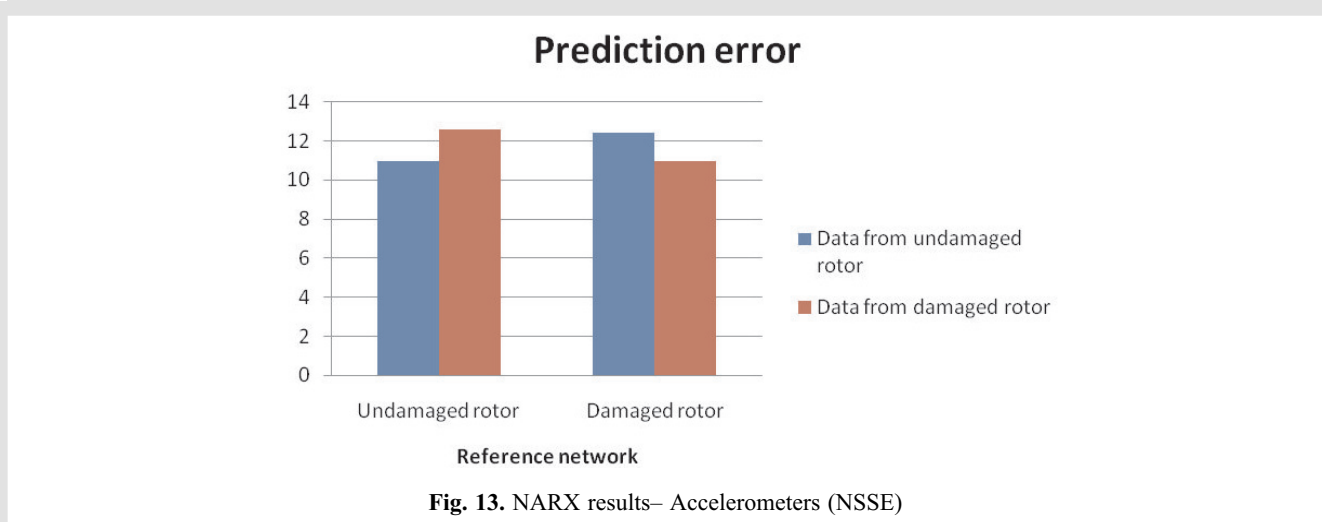 Prediction error
14
12
10
8
6
4
2
0
Undamaged rotor
Damaged rotor
Reference network
Data from undamaged
rotor
Data from damaged rotor
Fig. 13. NARX results– Accelerometers (NSSE)